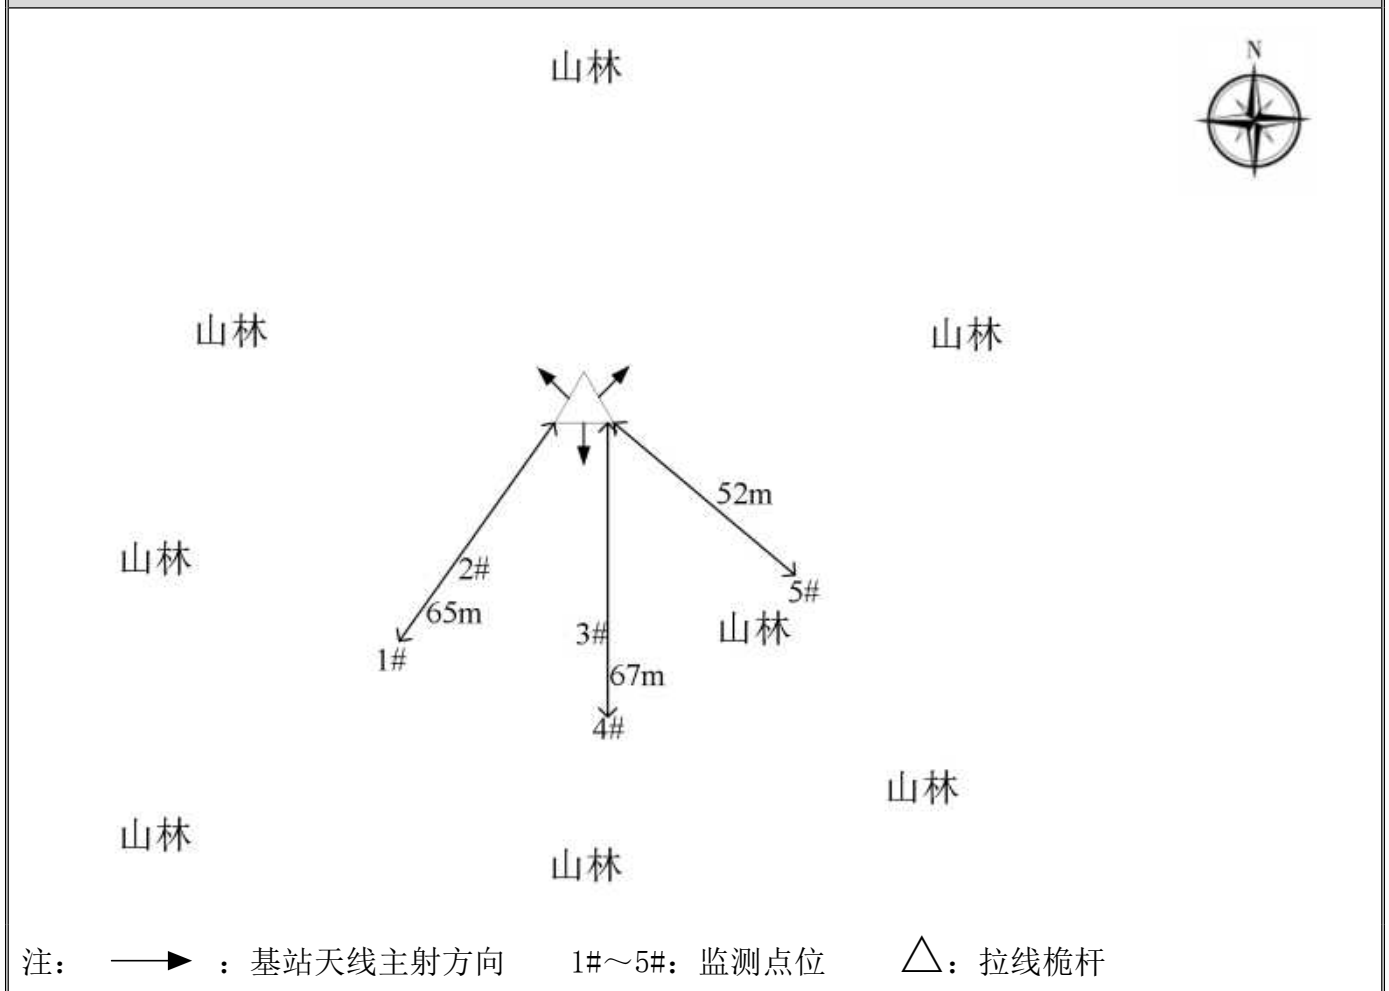 山林
N
山林
山林
52m
山林
2#
5#
65m
山林
3#
1#
67m
4#
山林
山林
山林
注： ： 基站天线主射方向 1#～5#：监测点位 △：拉线桅杆